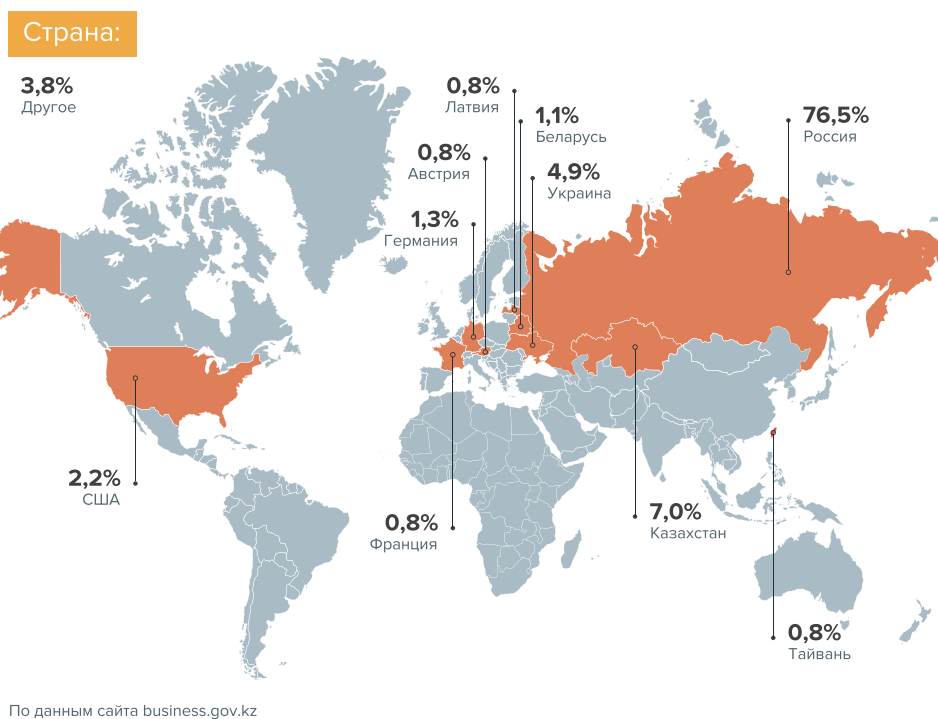 Страна:
3,8%
Другое
0,8%
Латвия
1,1%
Беларусь
76,5%
Россия
0,8%
Австрия
4,9%
Украина
1,3%
Германия
2,2%
США
0,8%
Франция
7,0%
Казахстан
0,8%
Тайвань
По данным сайта business.gov.kz